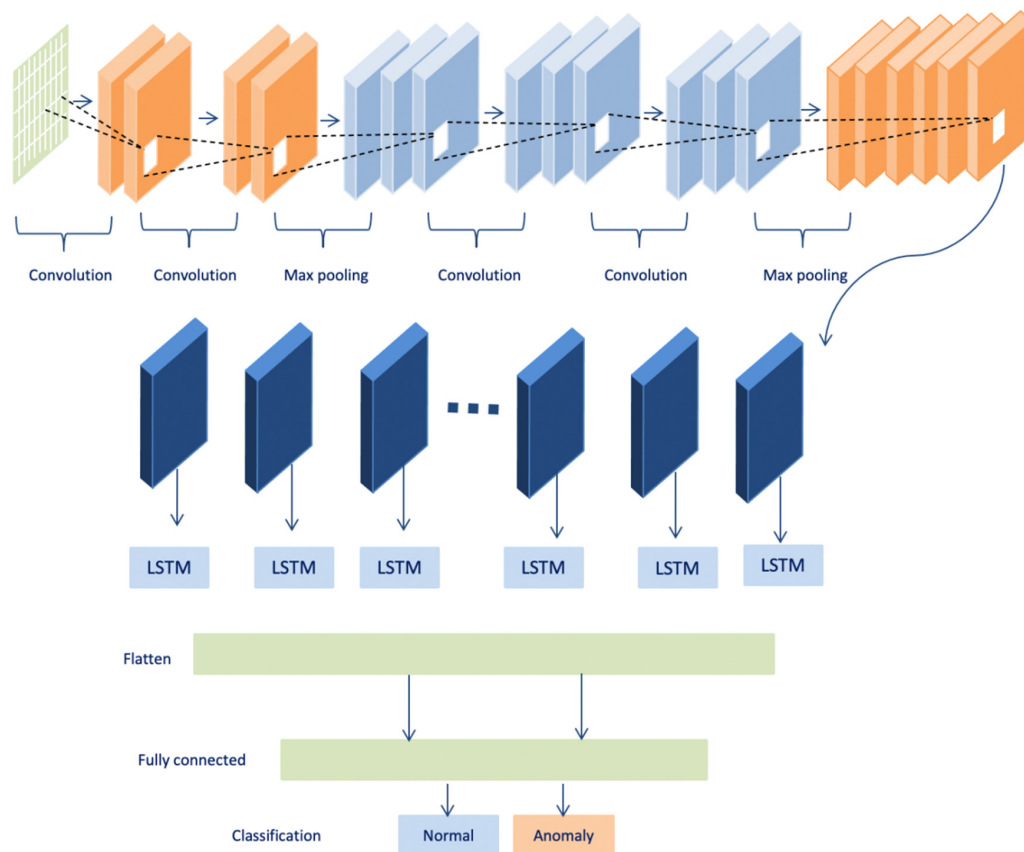 Convolution
Convolution
Max pooling
Convolution
Convolution
Max pooling
LSTM
LSTM
LSTM
LSTM
LSTM
LSTM
Flatten
Fully connected
Classification
Normal
Anomaly